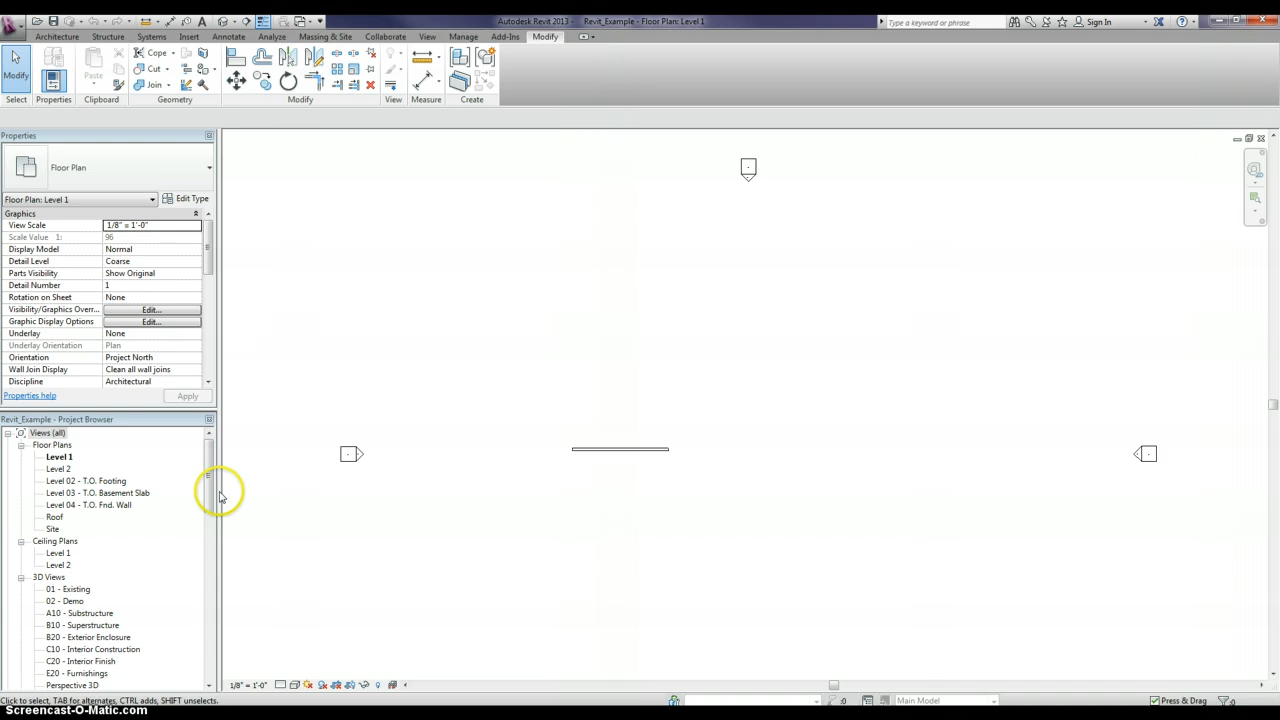 Autodesk Revit 2013 -    Revit_Example - Floor Plan: Level 1
Type a keyword or phrase
Sign In
Architecture
Structure
Systems
Insert
Annotate
Analyze
Massing & Site
Collaborate
View
Manage
Add-Ins
Modify
Modify
Paste
Cope
Cut
Join
Select
Properties
Clipboard
Geometry
Modify
View
Measure
Create
Properties
Floor Plan
Floor Plan: Level 1
Edit Type
Graphics
View Scale 1/8" = 1'-0"
Scale Value 1: 96
Display Model Normal
Detail Level Coarse
Parts Visibility Show Original
Detail Number 1
Rotation on Sheet None
Visibility/Graphics Overr... Edit...
Graphic Display Options Edit...
Underlay None
Underlay Orientation Plan
Orientation Project North
Wall Join Display Clean all wall joins
Discipline Architectural
Properties help
Apply
Revit_Example - Project Browser
Views (all)
Floor Plans
Level 1
Level 2
Level 02 - T.O. Footing
Level 03 - T.O. Basement Slab
Level 04 - T.O. Fnd. Wall
Roof
Site
Ceiling Plans
Level 1
Level 2
3D Views
01 - Existing
02 - Demo
A10 - Substructure
B10 - Superstructure
B20 - Exterior Enclosure
C10 - Interior Construction
C20 - Interior Finish
E20 - Furnishings
Perspective 3D
1/8" = 1'-0"
Click to select, TAB for alternates, CTRL adds, SHIFT unselects.
:0
Main Model
Press & Drag
:0
Screencast-O-Matic.com